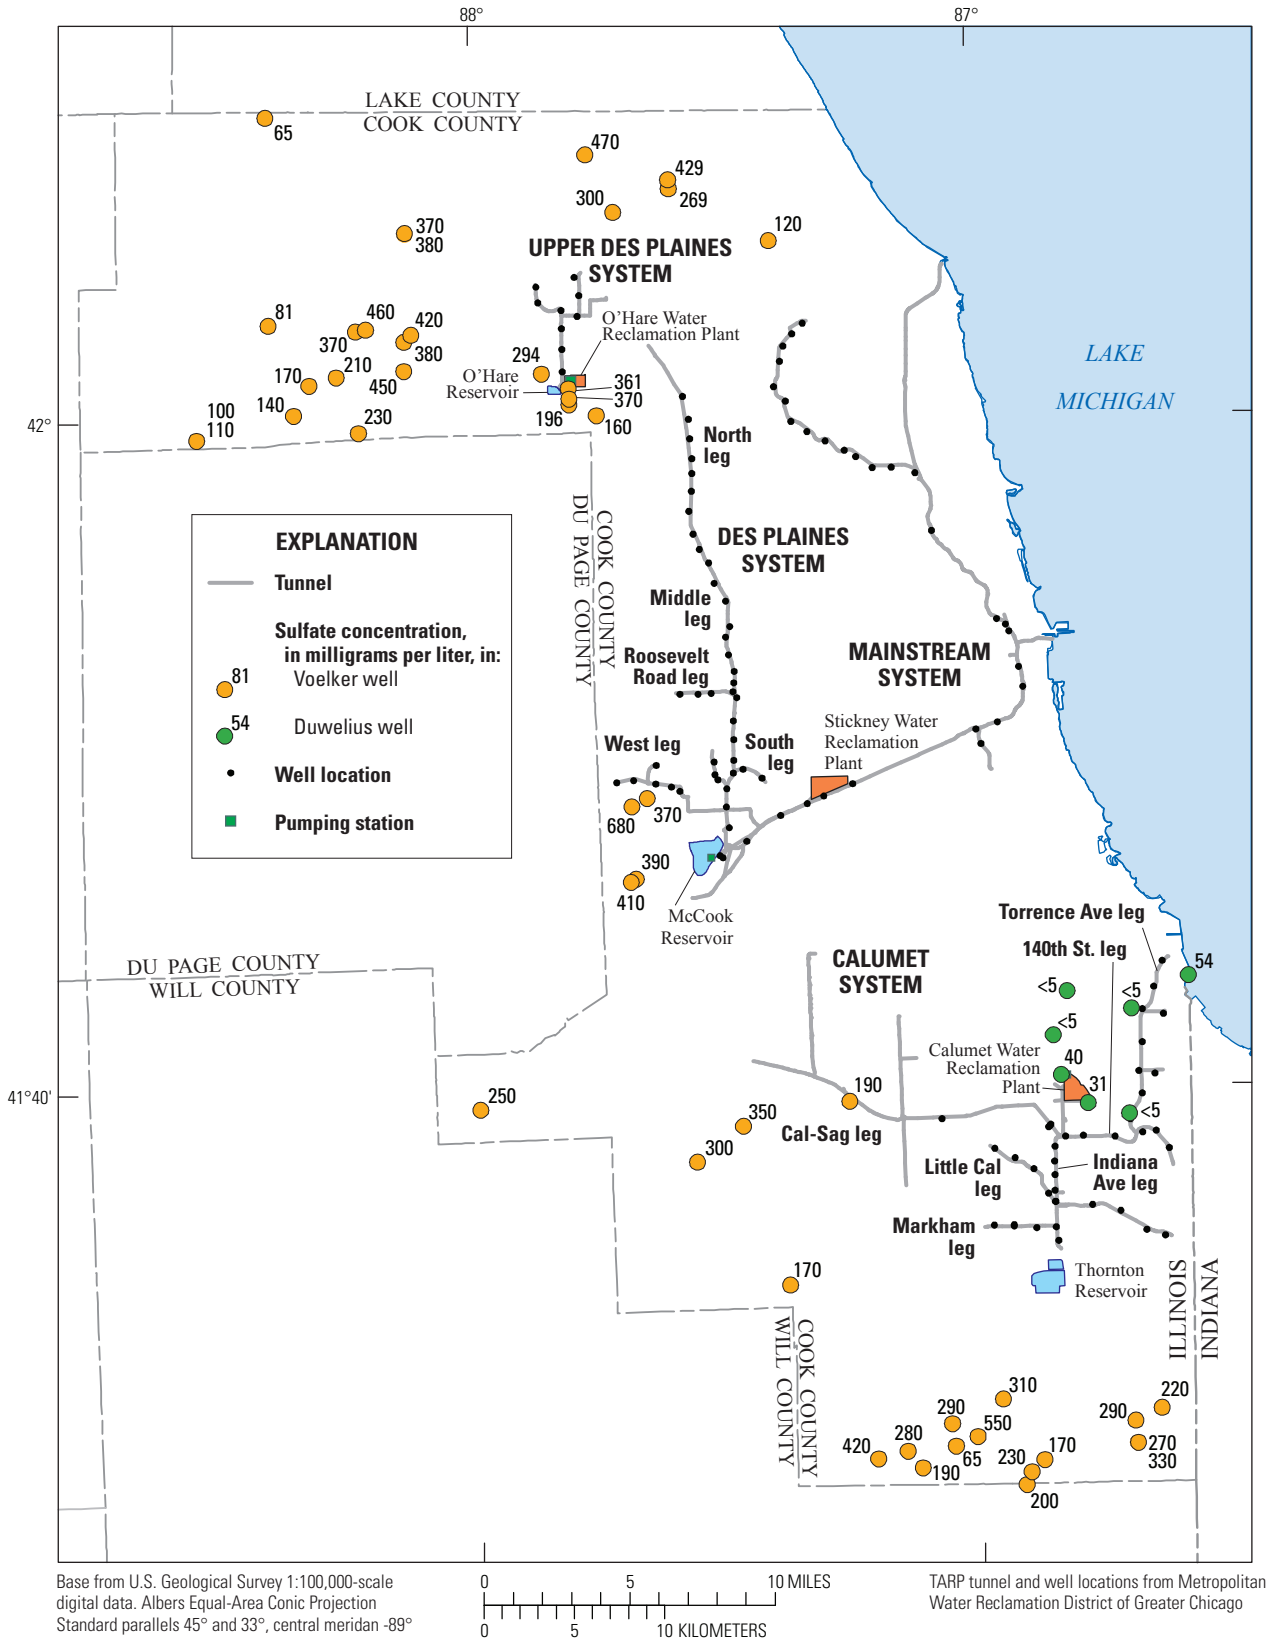 88°
87°
LAKE COUNTY
COOK COUNTY
65
470
429
269
300
120
370
380
UPPER DES PLAINES
SYSTEM
81
460
370
420
380
O'Hare Water
Reclamation Plant
294
O'Hare
Reservoir
361
370
196
160
170
210
450
140
100
110
230
42°
LAKE
MICHIGAN
North
leg
COOK COUNTY
DU PAGE COUNTY
DES PLAINES
SYSTEM
EXPLANATION
Tunnel
Sulfate concentration,
in milligrams per liter, in:
81
Voelker well
54
Duwelius well
Well location
Pumping station
Middle
leg
Roosevelt
Road leg
MAINSTREAM
SYSTEM
Stickney Water
Reclamation
Plant
West leg
South
leg
680
370
390
410
McCook
Reservoir
Torrence Ave leg
140th St. leg
CALUMET
SYSTEM
54
<5
<5
<5
DU PAGE COUNTY
WILL COUNTY
Calumet Water
Reclamation
Plant
40
31
<5
41°40'
250
190
350
300
Cal-Sag leg
Little Cal
leg
Indiana
Ave leg
Markham
leg
Thornton
Reservoir
170
ILLINOIS
INDIANA
COOK COUNTY
WILL COUNTY
310
290
550
280
420
65
190
230
170
200
220
290
270
330
Base from U.S. Geological Survey 1:100,000-scale
digital data. Albers Equal-Area Conic Projection
Standard parallels 45° and 33°, central meridian -89°
0 5 10 MILES
0 5 10 KILOMETERS
TARP tunnel and well locations from Metropolitan
Water Reclamation District of Greater Chicago